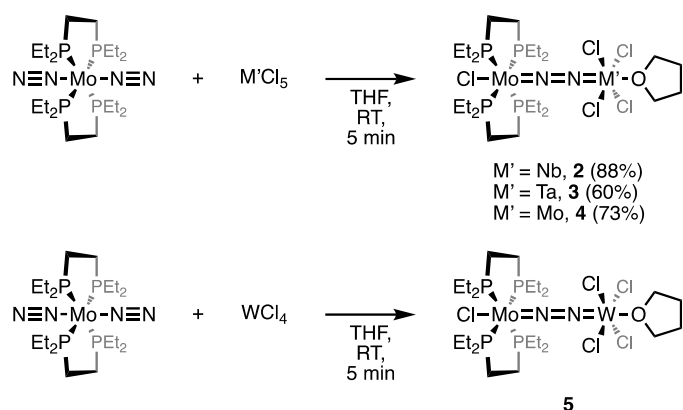 Et₂P PEt₂
N≡N–Mo–N≡N
Et₂P PEt₂
+ M'Cl₅
THF,
RT,
5 min
Et₂P PEt₂ Cl Cl
Cl–Mo=N=N=M'–O
Et₂P PEt₂ Cl Cl
M' = Nb, 2 (88%)
M' = Ta, 3 (60%)
M' = Mo, 4 (73%)
Et₂P PEt₂
N≡N–Mo–N≡N
Et₂P PEt₂
+ WCl₄
THF,
RT,
5 min
Et₂P PEt₂ Cl Cl
Cl–Mo=N–N=W–O
Et₂P PEt₂ Cl Cl
5